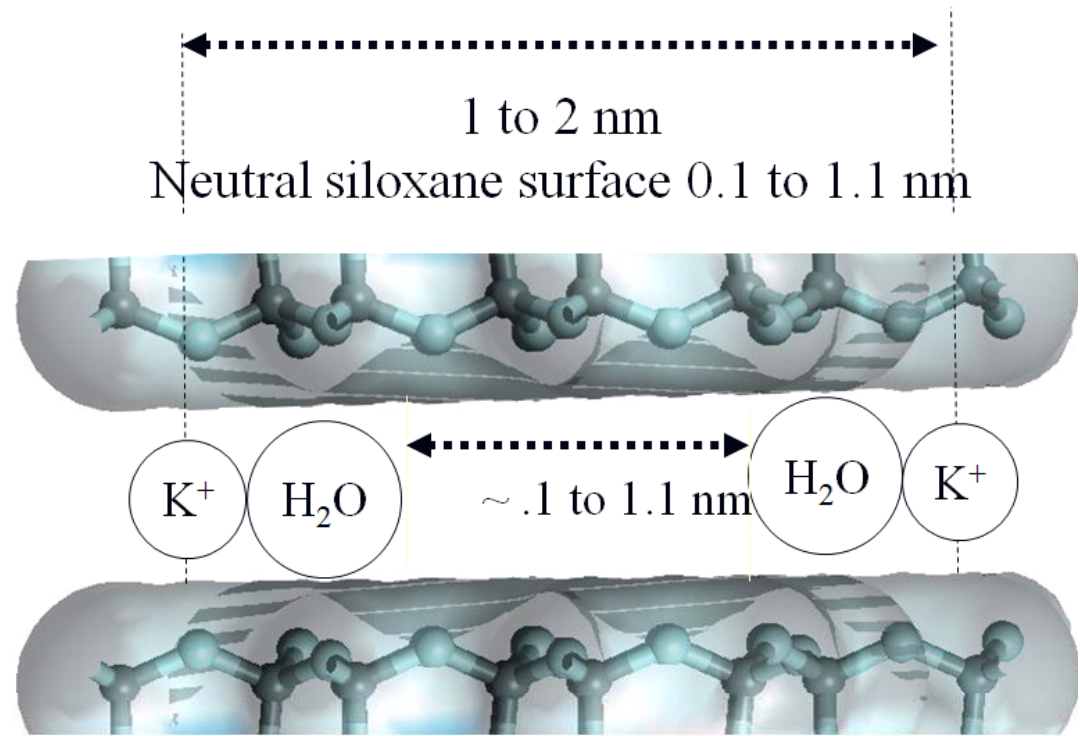 1 to 2 nm
Neutral siloxane surface 0.1 to 1.1 nm
K⁺ H₂O ~ .1 to 1.1 nm H₂O K⁺